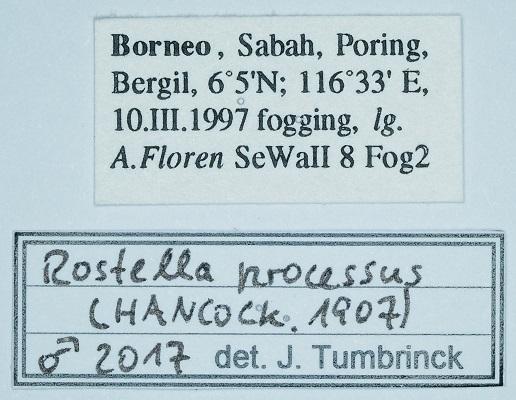 Borneo, Sabah, Poring,
Bergil, 6°5'N; 116°33' E,
10.III.1997 fogging, lg.
A.Floren SeWaII 8 Fog2
Rostella processus
(HANCOCK. 1907)
♂ 2017 det. J. Tumbrinck